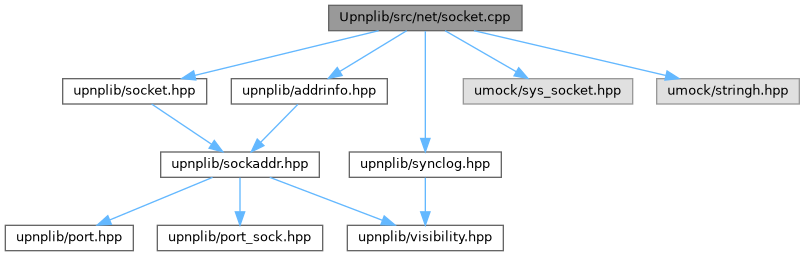 Upnplib/src/net/socket.cpp
upnplib/socket.hpp
upnplib/addrinfo.hpp
umock/sys_socket.hpp
umock/stringh.hpp
upnplib/sockaddr.hpp
upnplib/synclog.hpp
upnplib/port.hpp
upnplib/port_sock.hpp
upnplib/visibility.hpp